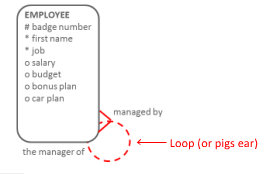 EMPLOYEE
# badge number
* first name
* job
o salary
o budget
o bonus plan
o car plan
managed by
Loop (or pigs ear)
the manager of